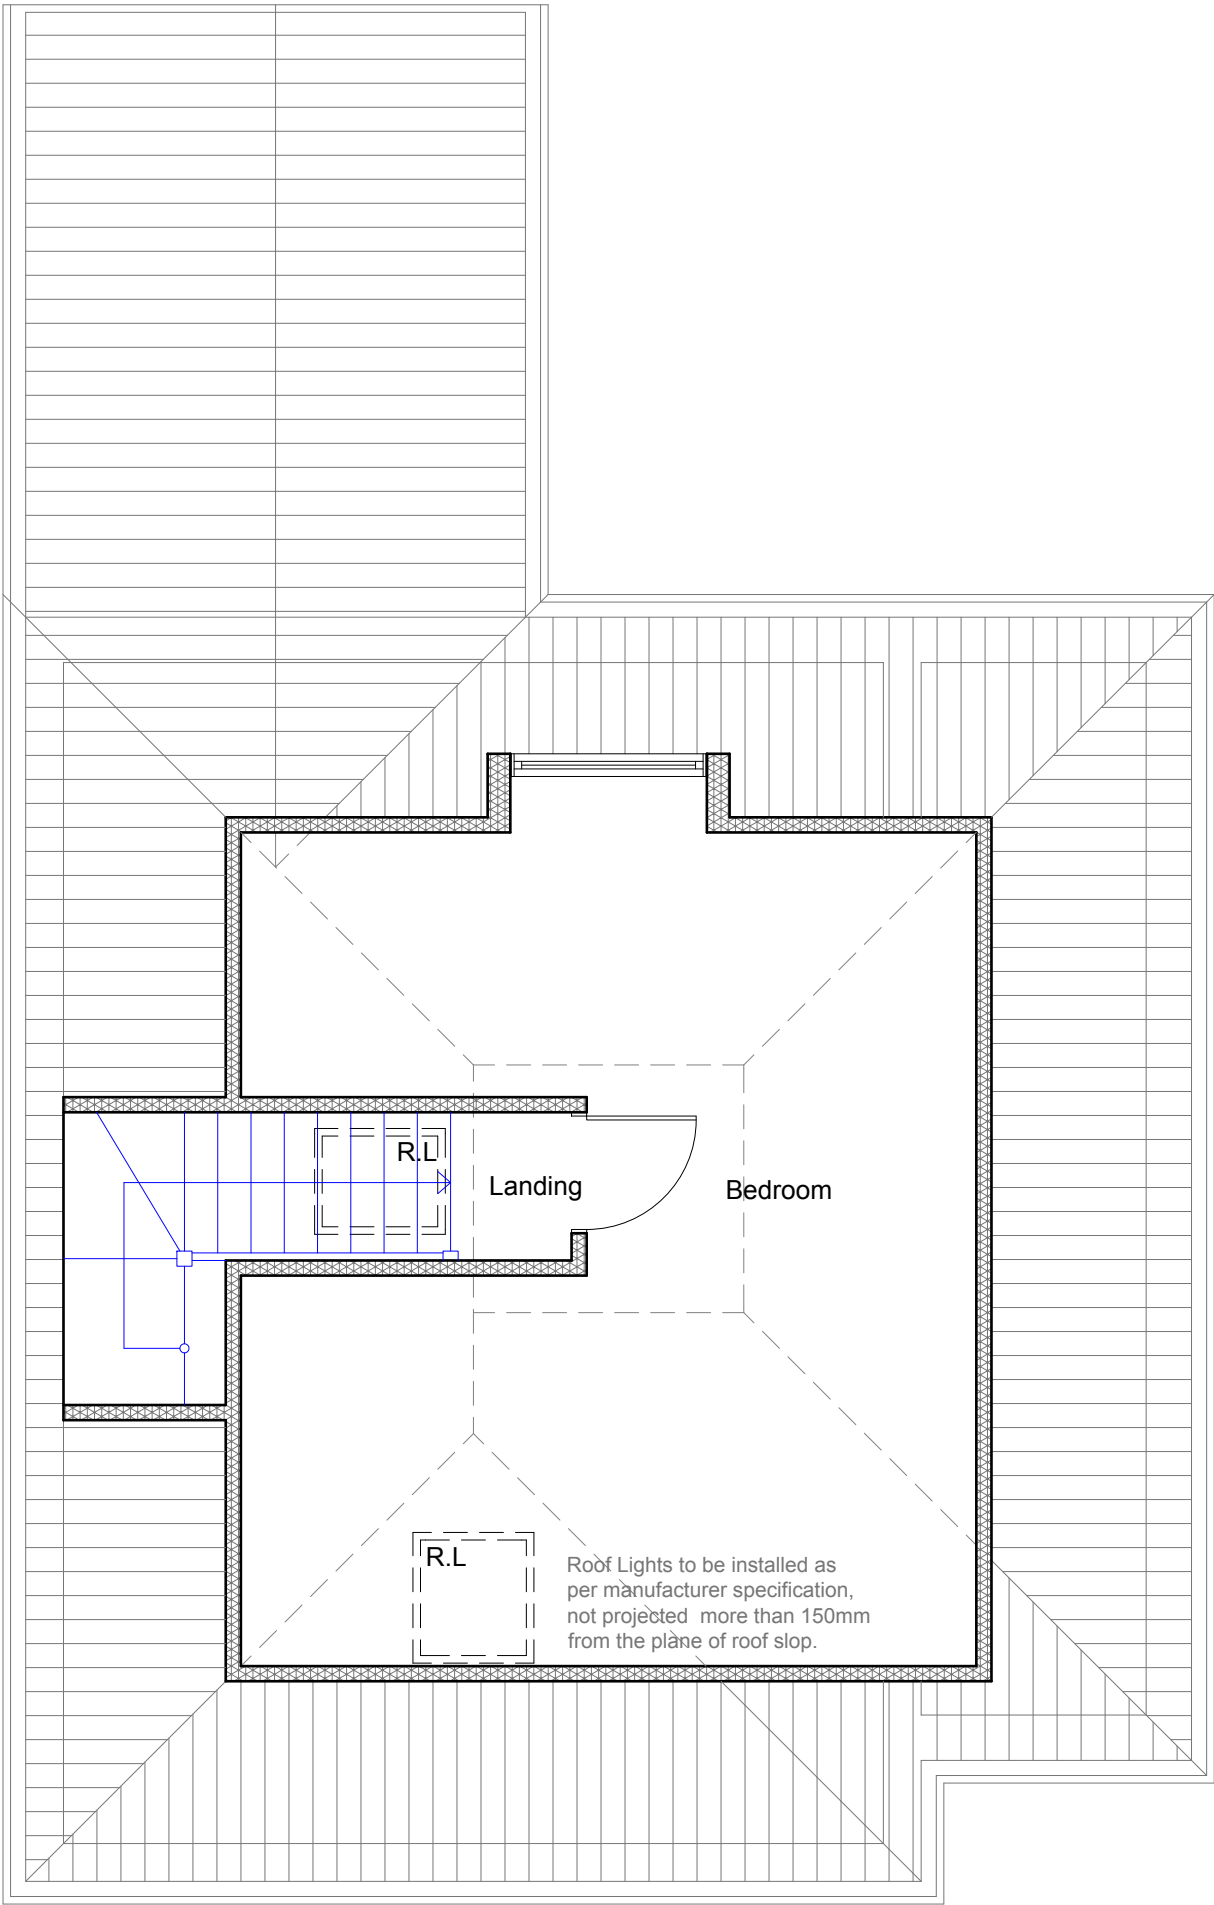 R.L
Landing
Bedroom
R.L
Roof Lights to be installed as
per manufacturer specification,
not projected more than 150mm
from the plane of roof slop.